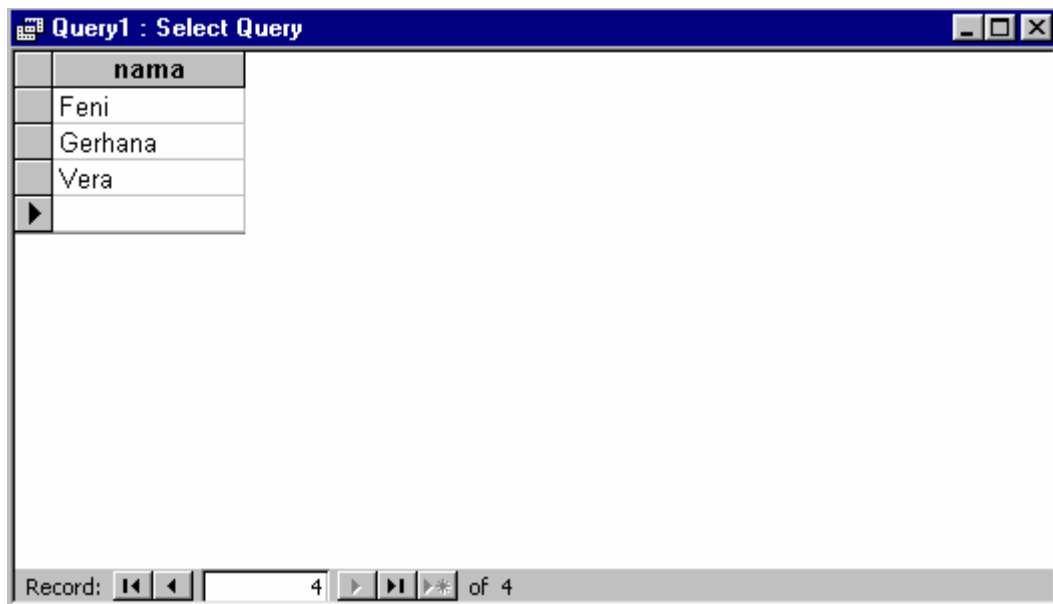 Query1 : Select Query
nama
Feni
Gerhana
Vera
Record: 4 of 4